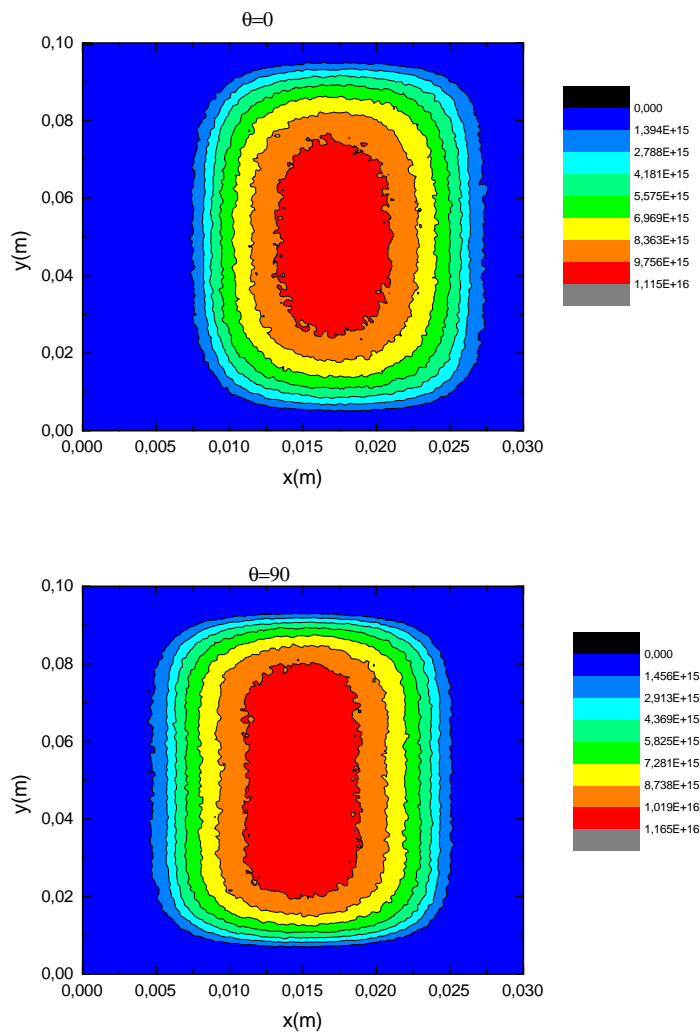 θ=0
0,10
0,08
0,06
0,04
0,02
0,00
y(m)
0,000 0,005 0,010 0,015 0,020 0,025 0,030
x(m)
0,000
1,394E+15
2,788E+15
4,181E+15
5,575E+15
6,969E+15
8,363E+15
9,756E+15
1,115E+16
θ=90
0,10
0,08
0,06
0,04
0,02
0,00
y(m)
0,000 0,005 0,010 0,015 0,020 0,025 0,030
x(m)
0,000
1,456E+15
2,913E+15
4,369E+15
5,825E+15
7,281E+15
8,738E+15
1,019E+16
1,165E+16